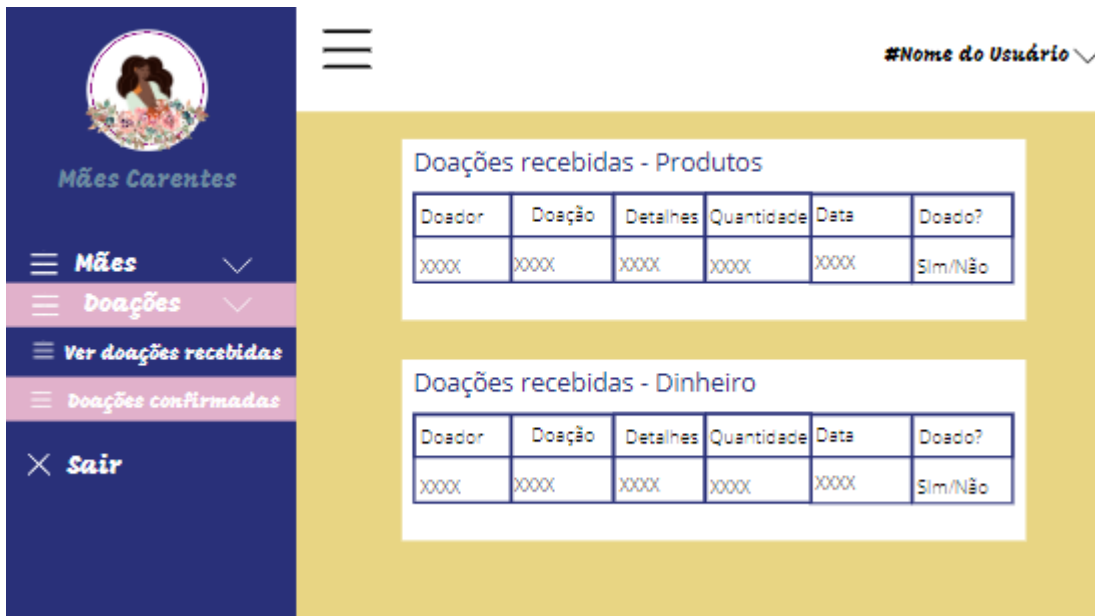 #Nome do Usuário
Mães Carentes
Mães
Doações
Ver doações recebidas
Doações confirmadas
Sair
Doações recebidas - Produtos
Doador Doação Detalhes Quantidade Data Doado?
XXXX XXXX XXXX XXXX XXXX SIm/Não
Doações recebidas - Dinheiro
Doador Doação Detalhes Quantidade Data Doado?
XXXX XXXX XXXX XXXX XXXX SIm/Não